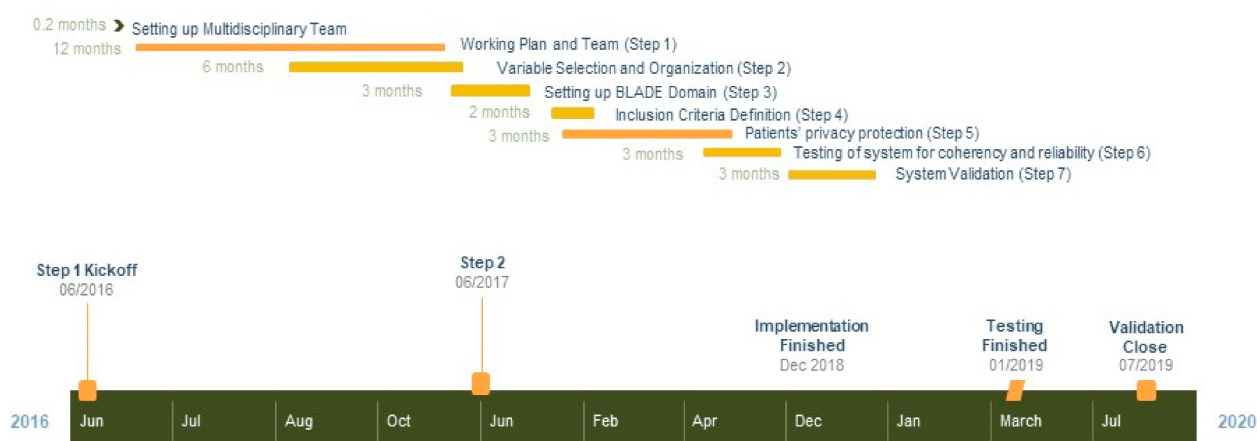 0.2 months Setting up Multidisciplinary Team
12 months Working Plan and Team (Step 1)
6 months Variable Selection and Organization (Step 2)
3 months Setting up BLADE Domain (Step 3)
2 months Inclusion Criteria Definition (Step 4)
3 months Patients' privacy protection (Step 5)
3 months Testing of system for coherency and reliability (Step 6)
3 months System Validation (Step 7)
Step 1 Kickoff
06/2016
Step 2
06/2017
Implementation
Finished
Dec 2018
Testing
Finished
01/2019
Validation
Close
07/2019
2016 Jun Jul Aug Oct Jun Feb Apr Dec Jan March Jul 2020